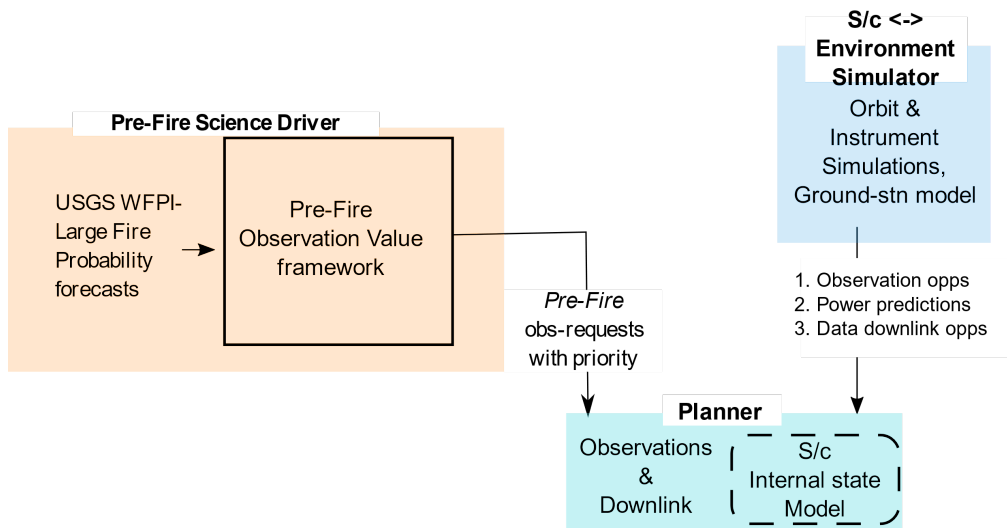 Pre-Fire Science Driver
USGS WFPI-
Large Fire
Probability
forecasts
Pre-Fire
Observation Value
framework
Pre-Fire
obs-requests
with priority
S/c <->
Environment
Simulator
Orbit &
Instrument
Simulations,
Ground-stn model
1. Observation opps
2. Power predictions
3. Data downlink opps
Planner
Observations
&
Downlink
S/c
Internal state
Model